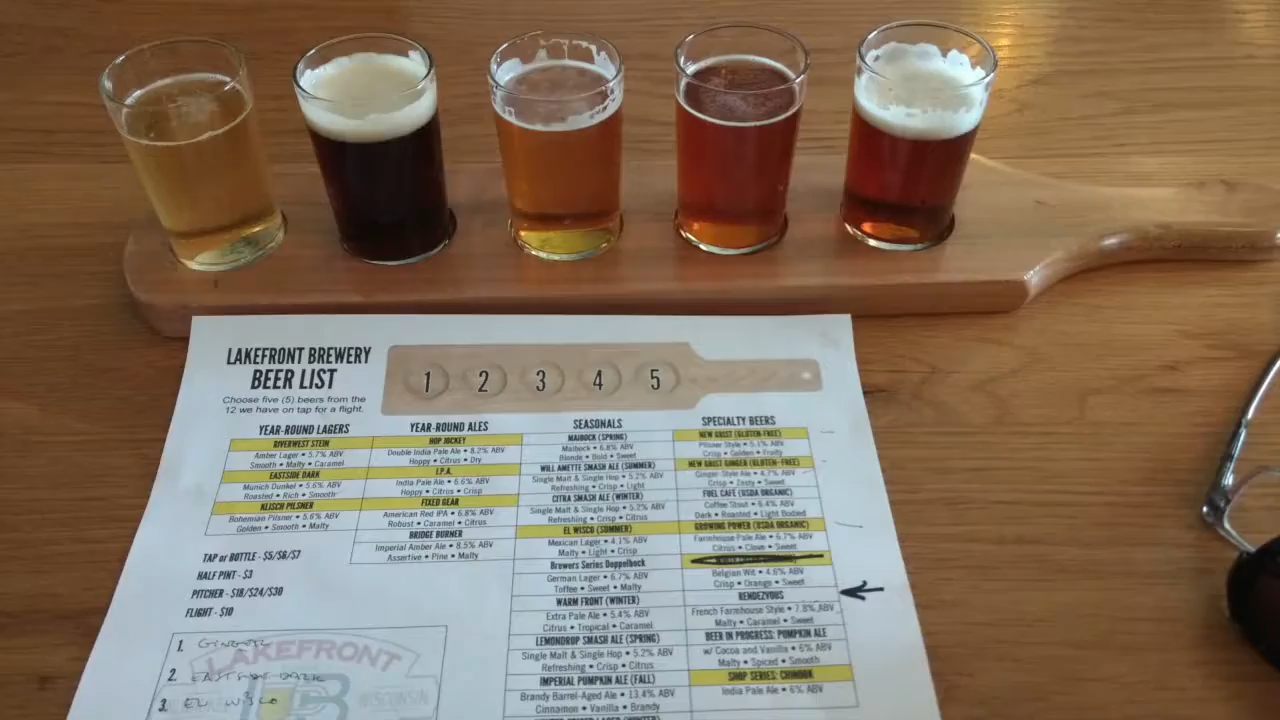 LAKEFRONT BREWERY
BEER LIST
Choose five (5) beers from the
12 we have on tap for a flight.
1 2 3 4 5
YEAR-ROUND LAGERS
RIVERWEST STEIN
Amber Lager • 5.7% ABV
Smooth • Malty • Caramel
EASTSIDE DARK
Munich Dunkel • 5.6% ABV
Roasted • Rich • Smooth
KLISCH PILSNER
Bohemian Pilsner • 5.6% ABV
Golden • Smooth • Malty
YEAR-ROUND ALES
HOP JOCKEY
Double India Pale Ale • 8.2% ABV
Hoppy • Citrus • Dry
I.P.A.
India Pale Ale • 6.6% ABV
Hoppy • Citrus • Crisp
FIXED GEAR
American Red IPA • 6.8% ABV
Robust • Caramel • Citrus
BRIDGE BURNER
Imperial Amber Ale • 8.5% ABV
Assertive • Pine • Malty
SEASONALS
MAIBOCK (SPRING)
Maibock • 6.8% ABV
Blonde • Bold • Sweet
WILLAMETTE SMASH ALE (SUMMER)
Single Malt & Single Hop • 5.2% ABV
Refreshing • Crisp • Light
CITRA SMASH ALE (WINTER)
Single Malt & Single Hop • 5.2% ABV
Refreshing • Crisp • Citrus
EL WISCO (SUMMER)
Mexican Lager • 4.1% ABV
Malty • Light • Crisp
Brewers Series Doppelbock
German Lager • 6.7% ABV
Toffee • Sweet • Malty
WARM FRONT (WINTER)
Extra Pale Ale • 5.4% ABV
Citrus • Tropical • Caramel
LEMONDROP SMASH ALE (SPRING)
Single Malt & Single Hop • 5.2% ABV
Refreshing • Crisp • Citrus
IMPERIAL PUMPKIN ALE (FALL)
Brandy Barrel-Aged Ale • 13.4% ABV
Cinnamon • Vanilla • Brandy
SPECIALTY BEERS
NEW GRIST (GLUTEN-FREE)
Pilsner Style • 5.1% ABV
Crisp • Golden • Fruity
NEW GRIST GINGER (GLUTEN-FREE)
Ginger Style Ale • 4.7% ABV
Crisp • Zesty • Sweet
FUEL CAFE (USDA ORGANIC)
Coffee Stout • 6.4% ABV
Dark • Roasted • Light Bodied
GROWING POWER (USDA ORGANIC)
Farmhouse Pale Ale • 6.7% ABV
Citrus • Clove • Sweet
Belgian Wit • 4.6% ABV
Crisp • Orange • Sweet
RENDEZVOUS
French Farmhouse Style • 7.8% ABV
Malty • Caramel • Sweet
BEER IN PROGRESS: PUMPKIN ALE
w/ Cocoa and Vanilla • 6% ABV
Malty • Spiced • Smooth
SHOP SERIES: CHINOOK
India Pale Ale • 6% ABV
TAP or BOTTLE - $5/$6/$7
HALF PINT - $3
PITCHER - $18/$24/$30
FLIGHT - $10
1. GINGER
2. EASTSIDE DARK
3. EL WISCO
LAKEFRONT
WISCONSIN